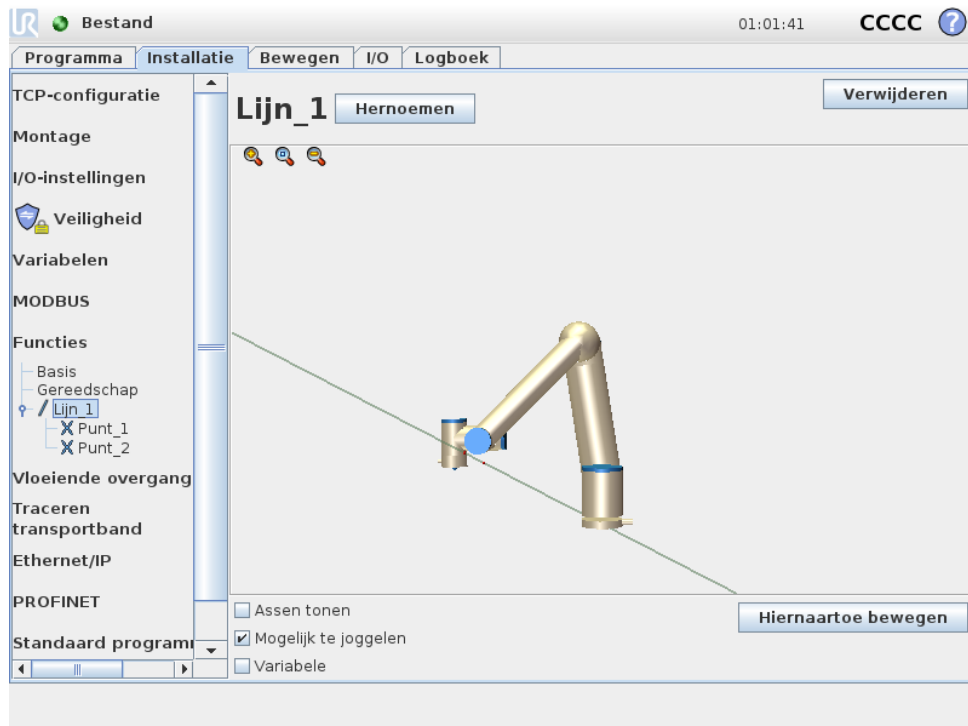 UR Bestand 01:01:41 CCCC ?
Programma Installatie Bewegen I/O Logboek
TCP-configuratie
Montage
I/O-instellingen
Veiligheid
Variabelen
MODBUS
Functies
Basis
Gereedschap
Lijn_1
Punt_1
Punt_2
Vloeiende overgang
Traceren
transportband
Ethernet/IP
PROFINET
Standaard program
Lijn_1 Hernoemen Verwijderen
Assen tonen
Mogelijk te joggelen
Variabele
Hiernaartoe bewegen